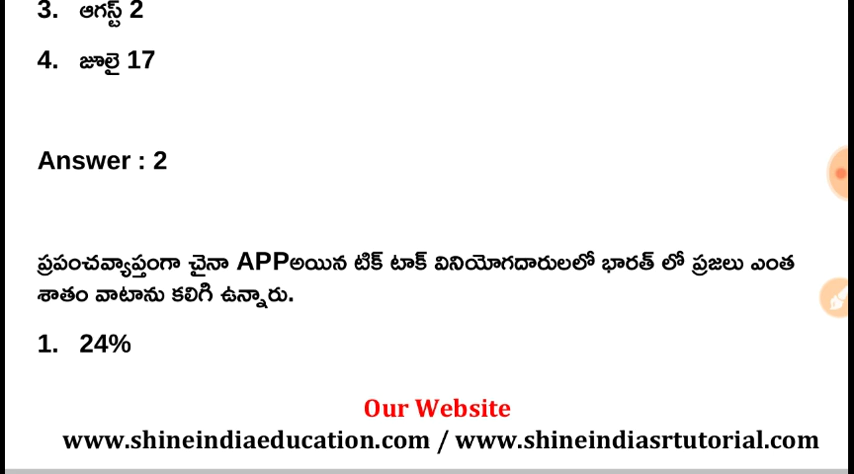 3. ఆగస్ట్ 2
4. జూలై 17
Answer : 2
ప్రపంచవ్యాప్తంగా చైనా APPఅయిన టిక్ టాక్ వినియోగదారులలో భారత్ లో ప్రజలు ఎంత
శాతం వాటాను కలిగి ఉన్నారు.
1. 24%
Our Website
www.shineindiaeducation.com / www.shineindiasrtutorial.com